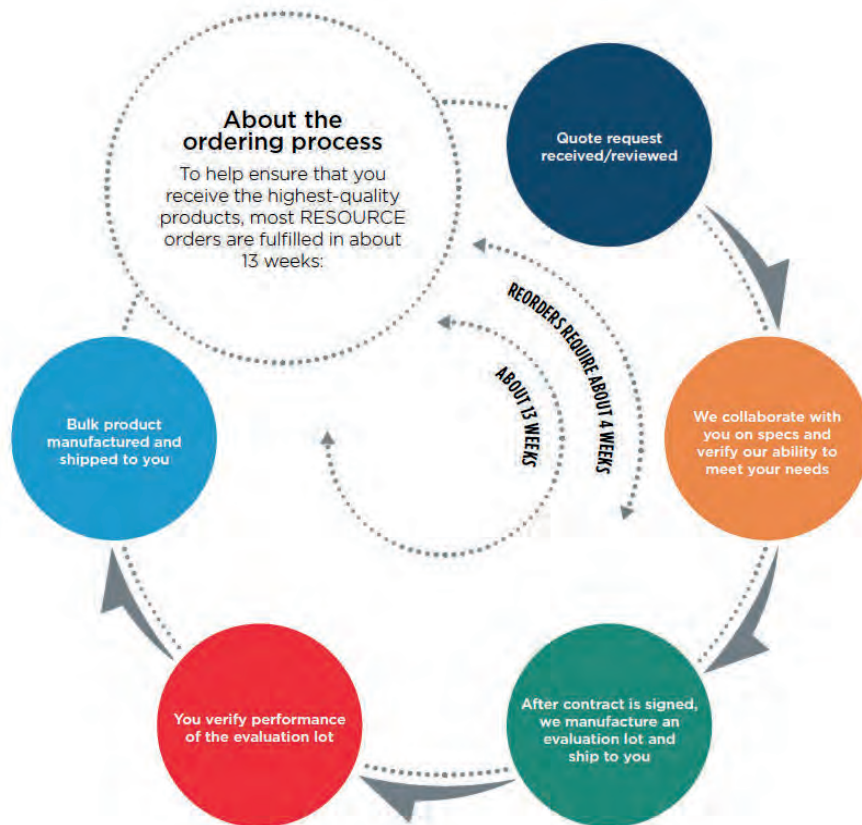 About the
ordering process
To help ensure that you
receive the highest-quality
products, most RESOURCE
orders are fulfilled in about
13 weeks:
Quote request
received/reviewed
We collaborate with
you on specs and
verify our ability to
meet your needs
After contract is signed,
we manufacture an
evaluation lot and
ship to you
You verify performance
of the evaluation lot
Bulk product
manufactured and
shipped to you
REORDERS REQUIRE ABOUT 4 WEEKS
ABOUT 13 WEEKS